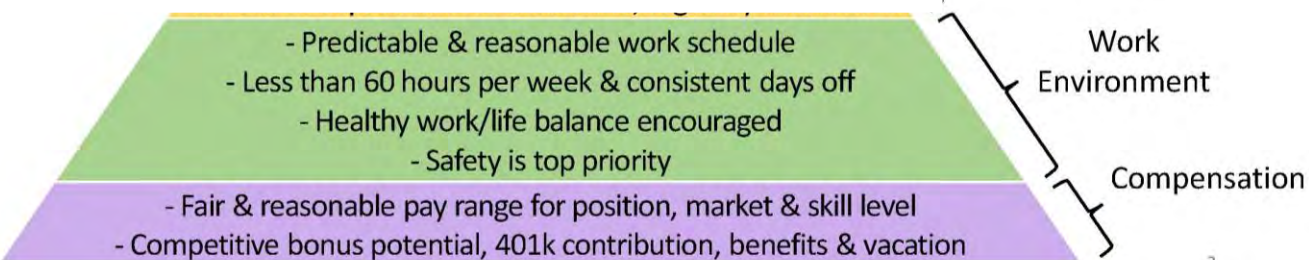 - Predictable & reasonable work schedule
- Less than 60 hours per week & consistent days off
- Healthy work/life balance encouraged
- Safety is top priority
Work
Environment
- Fair & reasonable pay range for position, market & skill level
- Competitive bonus potential, 401k contribution, benefits & vacation
Compensation